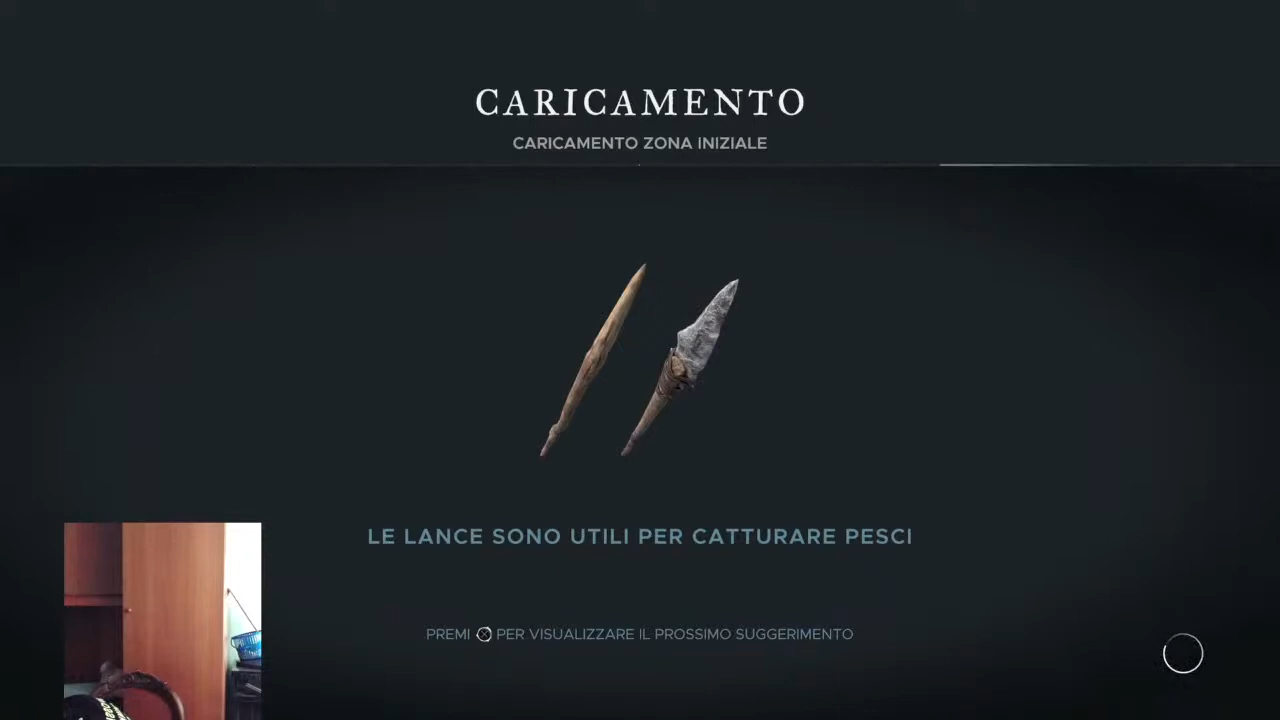 CARICAMENTO
CARICAMENTO ZONA INIZIALE
LE LANCE SONO UTILI PER CATTURARE PESCI
PREMI PER VISUALIZZARE IL PROSSIMO SUGGERIMENTO